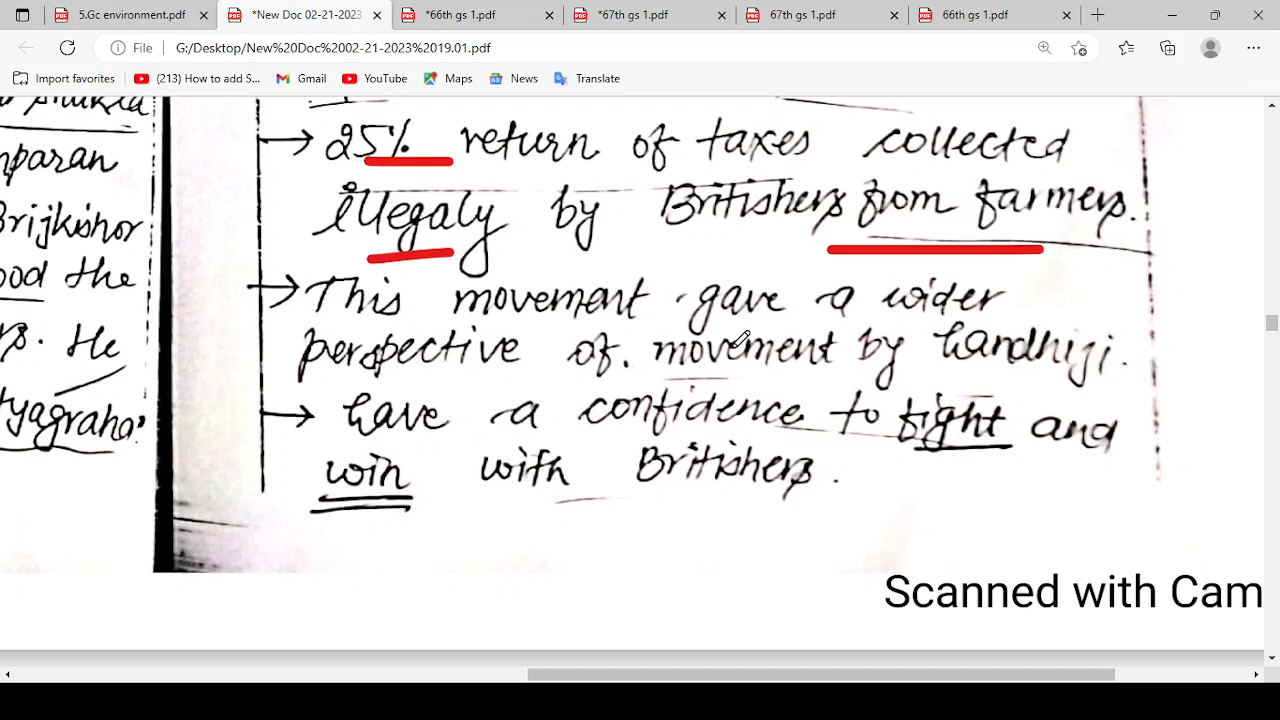 5.Gc environment.pdf
*New Doc 02-21-2023
*66th gs 1.pdf
*67th gs 1.pdf
67th gs 1.pdf
66th gs 1.pdf
File
G:/Desktop/New%20Doc%2002-21-2023%2019.01.pdf
Import favorites
(213) How to add S...
Gmail
YouTube
Maps
News
Translate
nparan
Brijkishor
ood the
rs. He
tyagraha'
→ 25% return of taxes collected
illegaly by Britishers from farmers.
→ This movement gave a wider
perspective of. movement by Gandhiji.
→ Gave a confidence to fight and
win with Britishers.
Scanned with Cam